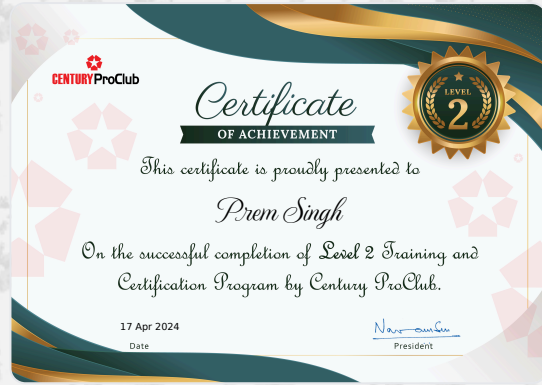 CENTURY ProClub
Certificate
OF ACHIEVEMENT
LEVEL
2
This certificate is proudly presented to
Prem Singh
On the successful completion of Level 2 Training and
Certification Program by Century ProClub.
17 Apr 2024
Date
President